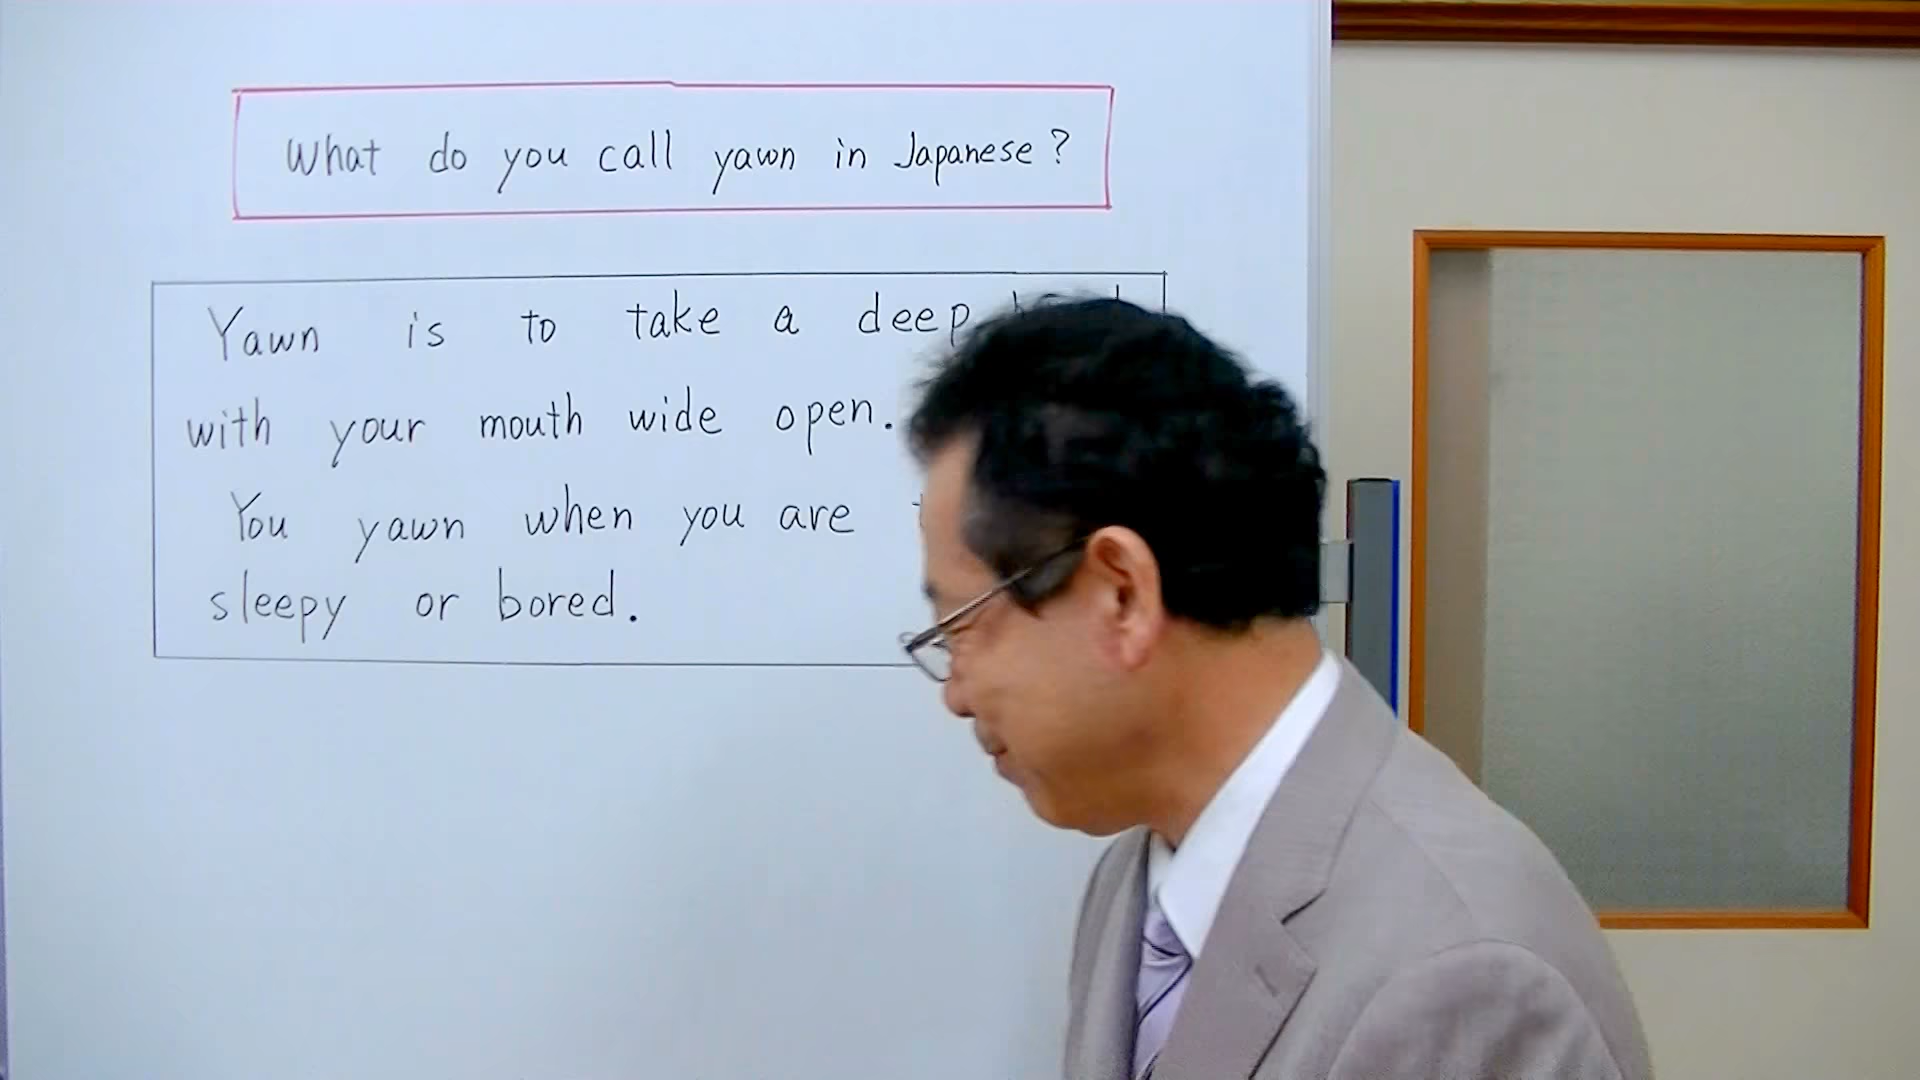 What do you call yawn in Japanese?
Yawn is to take a deep
with your mouth wide open.
You yawn when you are
sleepy or bored.